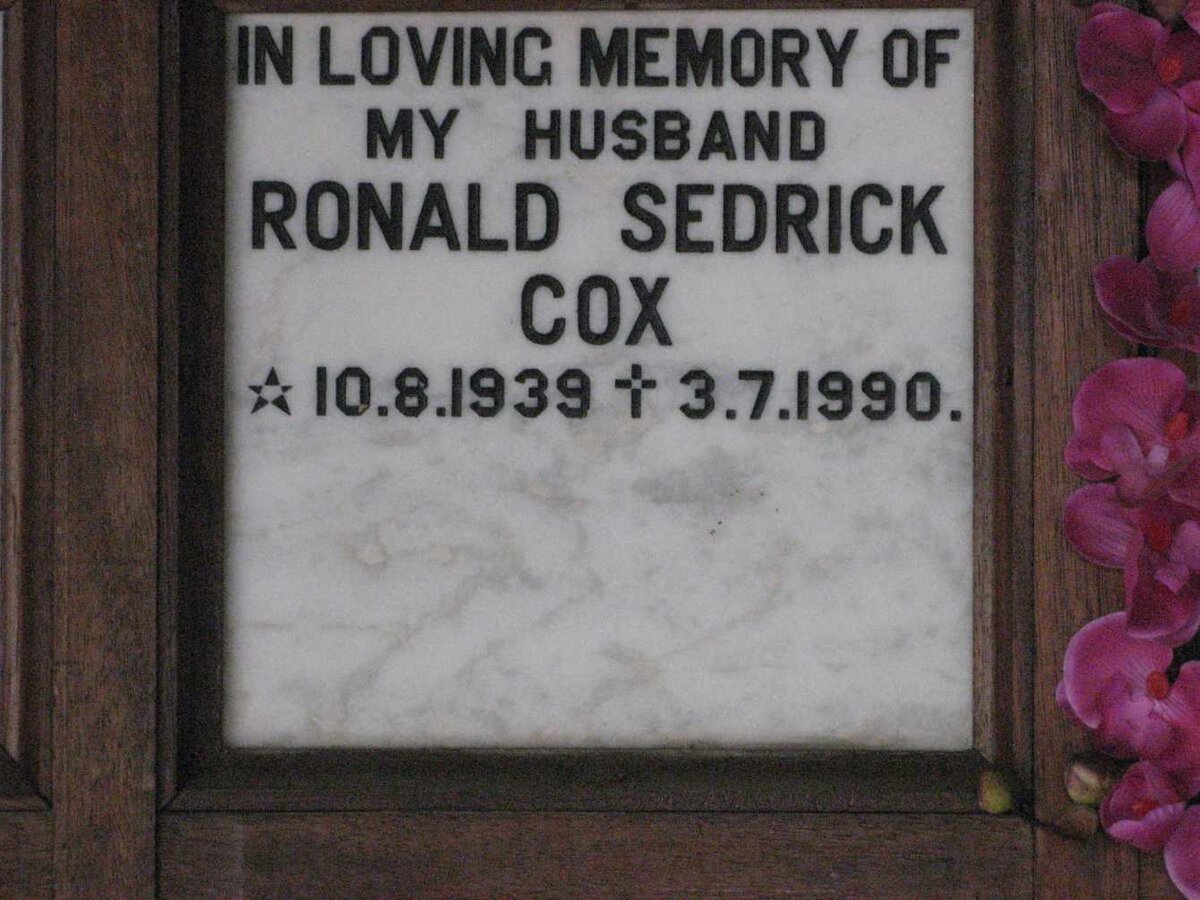 IN LOVING MEMORY OF
MY HUSBAND
RONALD SEDRICK
COX
☆ 10.8.1939 ✝ 3.7.1990.